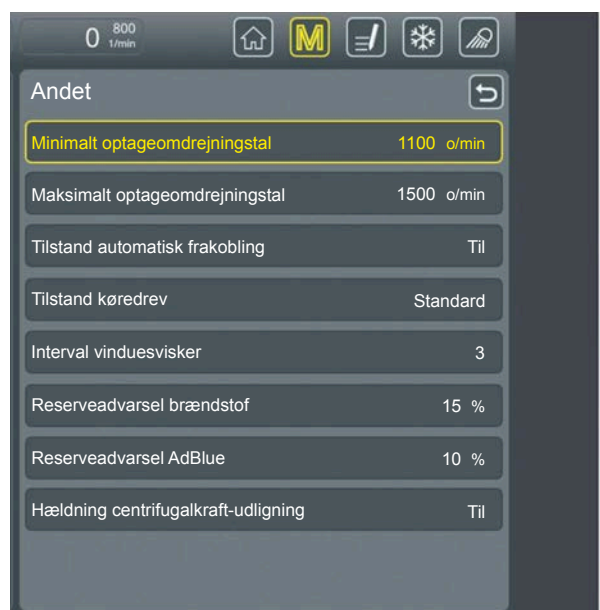 0 800
1/min
M
Andet
Minimalt optageomdrejningstal 1100 o/min
Maksimalt optageomdrejningstal 1500 o/min
Tilstand automatisk frakobling Til
Tilstand køredrev Standard
Interval vinduesvisker 3
Reserveadvarsel brændstof 15 %
Reserveadvarsel AdBlue 10 %
Hældning centrifugalkraft-udligning Til